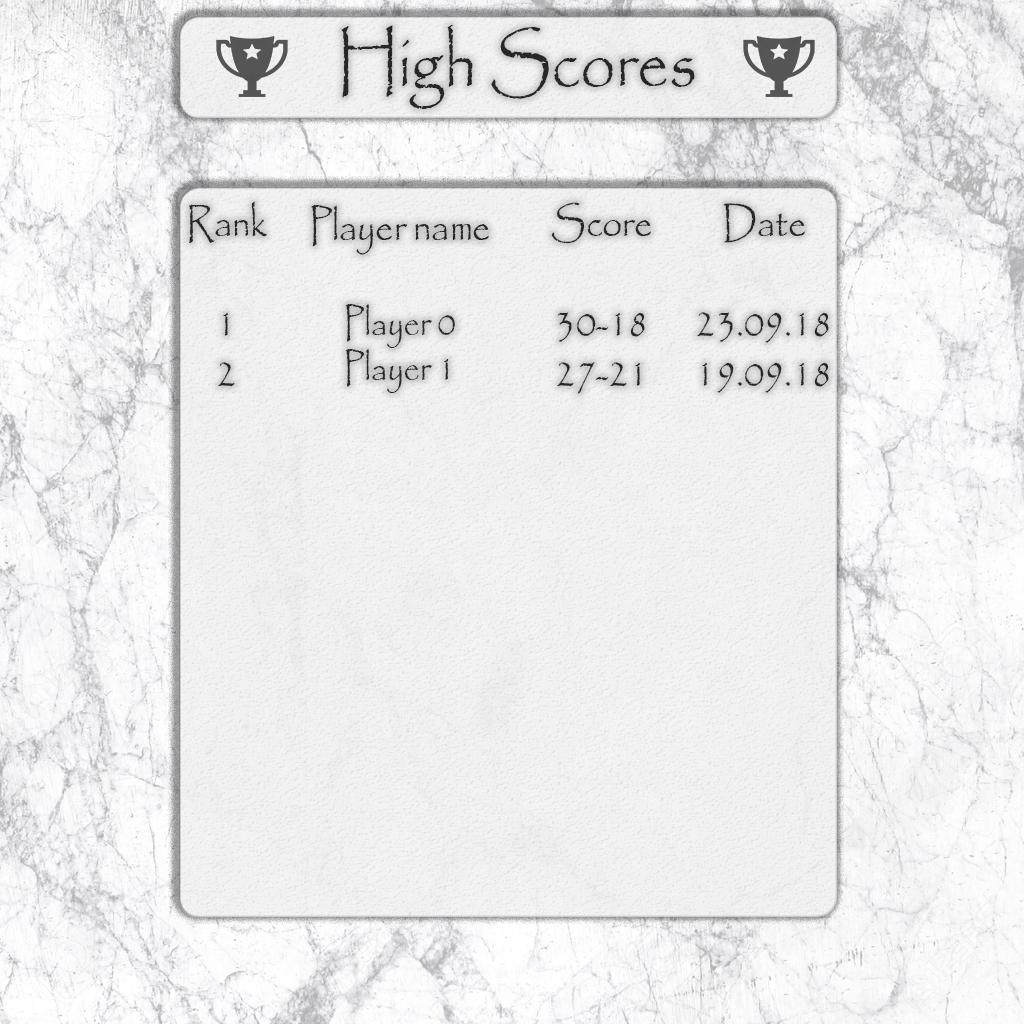 High Scores
Rank Player name Score Date
1 Player 0 30-18 23.09.18
2 Player 1 27-21 19.09.18